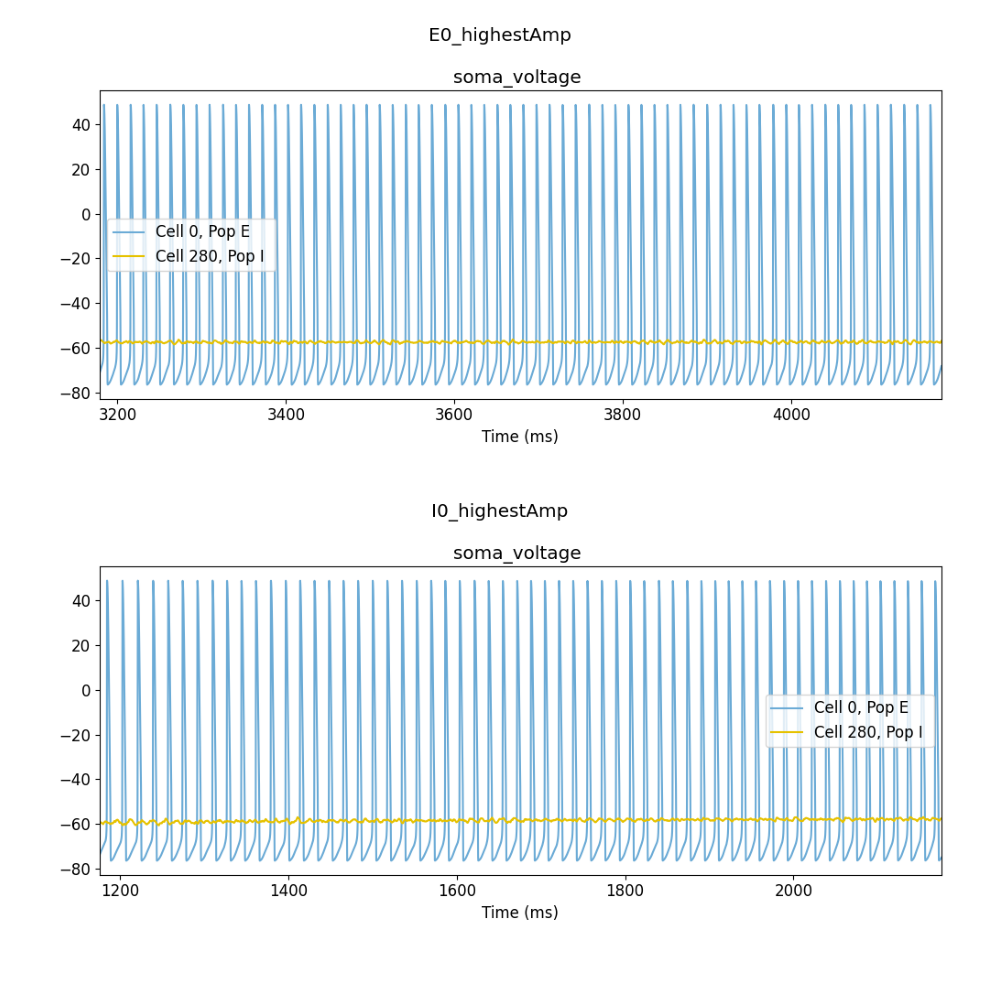 E0_highestAmp
soma_voltage
40
20
0
−20
−40
−60
−80
Cell 0, Pop E
Cell 280, Pop I
3200 3400 3600 3800 4000
Time (ms)
I0_highestAmp
soma_voltage
40
20
0
−20
−40
−60
−80
Cell 0, Pop E
Cell 280, Pop I
1200 1400 1600 1800 2000
Time (ms)